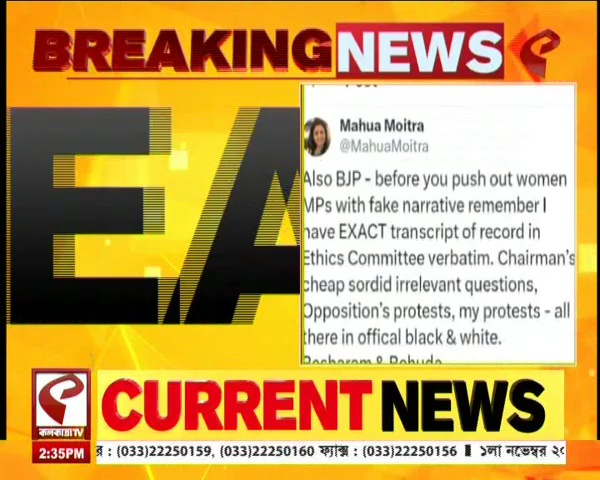 BREAKING NEWS
EA
Mahua Moitra
@MahuaMoitra
Also BJP - before you push out women
MPs with fake narrative remember I
have EXACT transcript of record in
Ethics Committee verbatim. Chairman's
cheap sordid irrelevant questions,
Opposition's protests, my protests - all
there in offical black & white.
Besharam & Behuda
CURRENT NEWS
কলকাতা TV
2:35PM
র : (033)22250159, (033)22250160 ফ্যাক্স : (033)22250156 ▮ ১লা নভেম্বর ২০